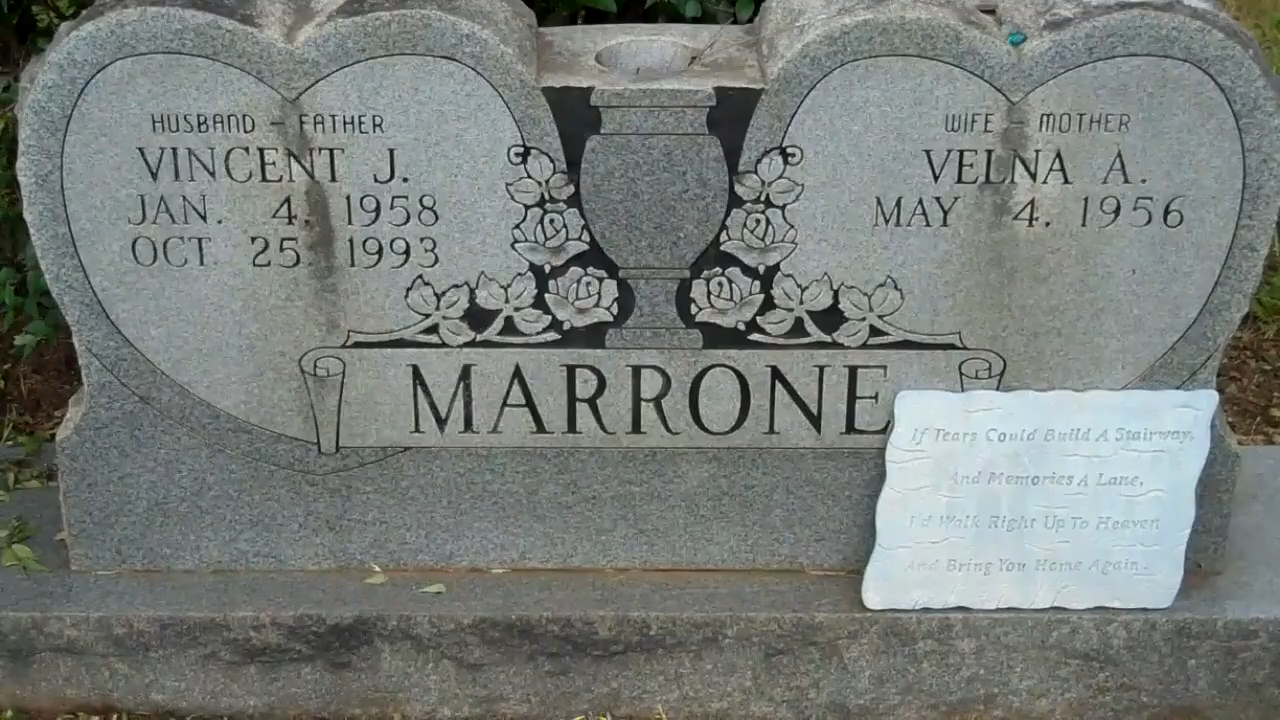 HUSBAND - FATHER
VINCENT J.
JAN. 4, 1958
OCT 25 1993
WIFE - MOTHER
VELNA A.
MAY 4, 1956
MARRONE
If Tears Could Build A Stairway,
And Memories A Lane,
I'd Walk Right Up To Heaven
And Bring You Home Again.